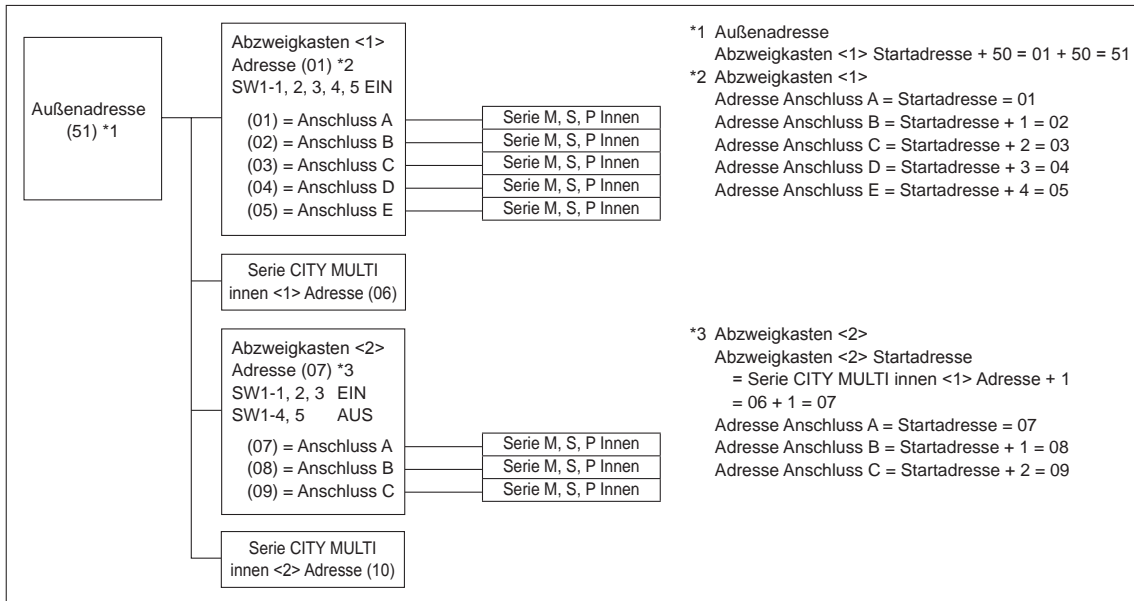 Außenadresse
(51) *1
Abzweigkasten <1>
Adresse (01) *2
SW1-1, 2, 3, 4, 5 EIN
(01) = Anschluss A
(02) = Anschluss B
(03) = Anschluss C
(04) = Anschluss D
(05) = Anschluss E
Serie M, S, P Innen
Serie M, S, P Innen
Serie M, S, P Innen
Serie M, S, P Innen
Serie M, S, P Innen
*1 Außenadresse
Abzweigkasten <1> Startadresse + 50 = 01 + 50 = 51
*2 Abzweigkasten <1>
Adresse Anschluss A = Startadresse = 01
Adresse Anschluss B = Startadresse + 1 = 02
Adresse Anschluss C = Startadresse + 2 = 03
Adresse Anschluss D = Startadresse + 3 = 04
Adresse Anschluss E = Startadresse + 4 = 05
Serie CITY MULTI
innen <1> Adresse (06)
Abzweigkasten <2>
Adresse (07) *3
SW1-1, 2, 3 EIN
SW1-4, 5 AUS
(07) = Anschluss A
(08) = Anschluss B
(09) = Anschluss C
Serie M, S, P Innen
Serie M, S, P Innen
Serie M, S, P Innen
*3 Abzweigkasten <2>
Abzweigkasten <2> Startadresse
= Serie CITY MULTI innen <1> Adresse + 1
= 06 + 1 = 07
Adresse Anschluss A = Startadresse = 07
Adresse Anschluss B = Startadresse + 1 = 08
Adresse Anschluss C = Startadresse + 2 = 09
Serie CITY MULTI
innen <2> Adresse (10)